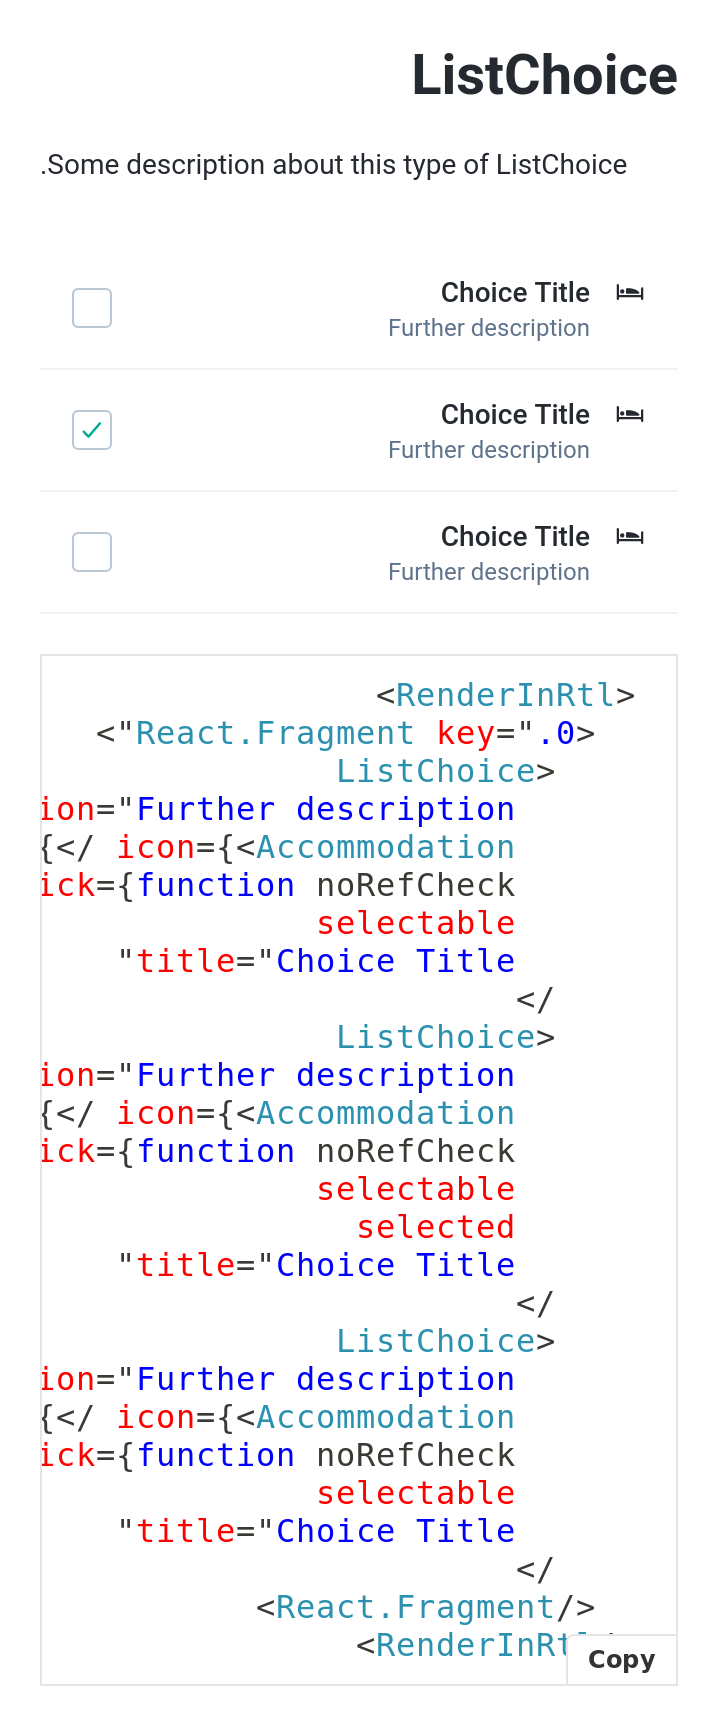 ListChoice
.Some description about this type of ListChoice
Choice Title
Further description
Choice Title
Further description
Choice Title
Further description
<RenderInRtl>
<"React.Fragment key=".0>
ListChoice>
ion="Further description
{</ icon={<Accommodation
ick={function noRefCheck
selectable
"title="Choice Title
</
ListChoice>
ion="Further description
{</ icon={<Accommodation
ick={function noRefCheck
selectable
selected
"title="Choice Title
</
ListChoice>
ion="Further description
{</ icon={<Accommodation
ick={function noRefCheck
selectable
"title="Choice Title
</
<React.Fragment/>
<RenderInRt
Copy